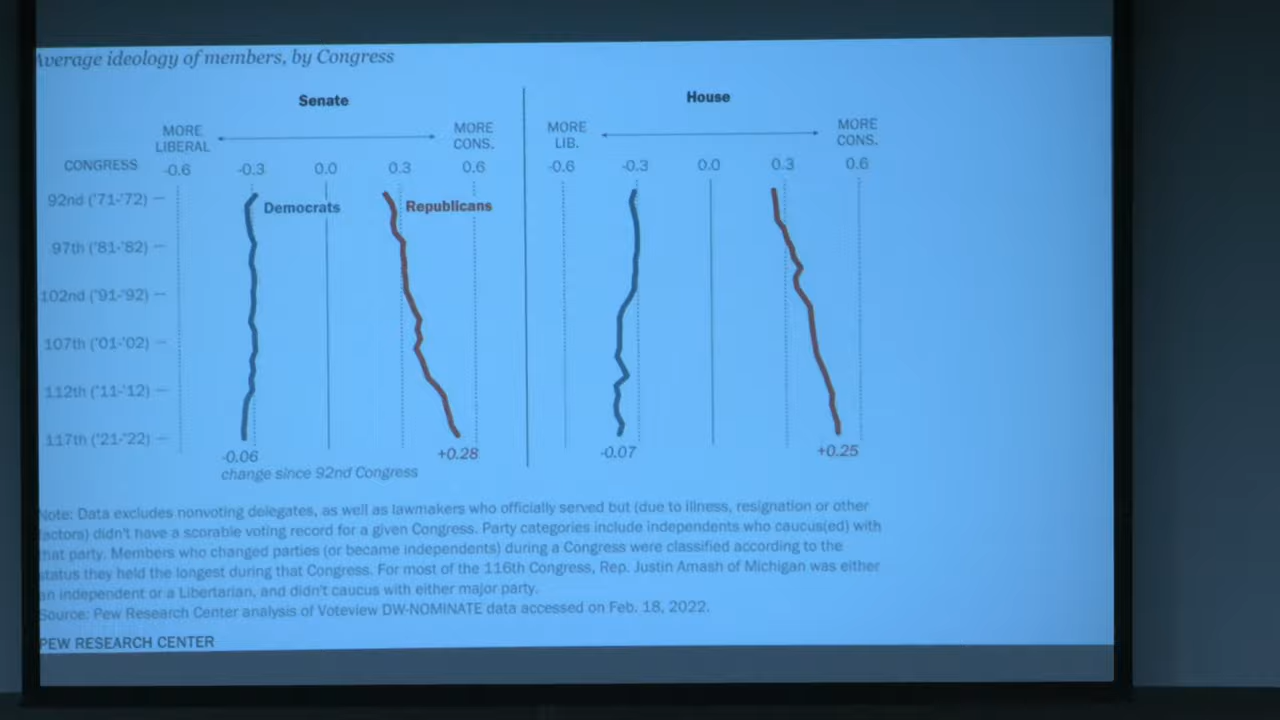 Average ideology of members, by Congress
Senate
House
MORE LIBERAL
MORE CONS.
MORE LIB.
MORE CONS.
CONGRESS
-0.6 -0.3 0.0 0.3 0.6
-0.6 -0.3 0.0 0.3 0.6
92nd ('71-'72)
Democrats
Republicans
97th ('81-'82)
102nd ('91-'92)
107th ('01-'02)
112th ('11-'12)
117th ('21-'22)
-0.06
+0.28
-0.07
+0.25
change since 92nd Congress
Note: Data excludes nonvoting delegates, as well as lawmakers who officially served but (due to illness, resignation or other
factors) didn't have a scorable voting record for a given Congress. Party categories include independents who caucus(ed) with
that party. Members who changed parties (or became independents) during a Congress were classified according to the
status they held the longest during that Congress. For most of the 116th Congress, Rep. Justin Amash of Michigan was either
an independent or a Libertarian, and didn't caucus with either major party.
Source: Pew Research Center analysis of Voteview DW-NOMINATE data accessed on Feb. 18, 2022.
PEW RESEARCH CENTER